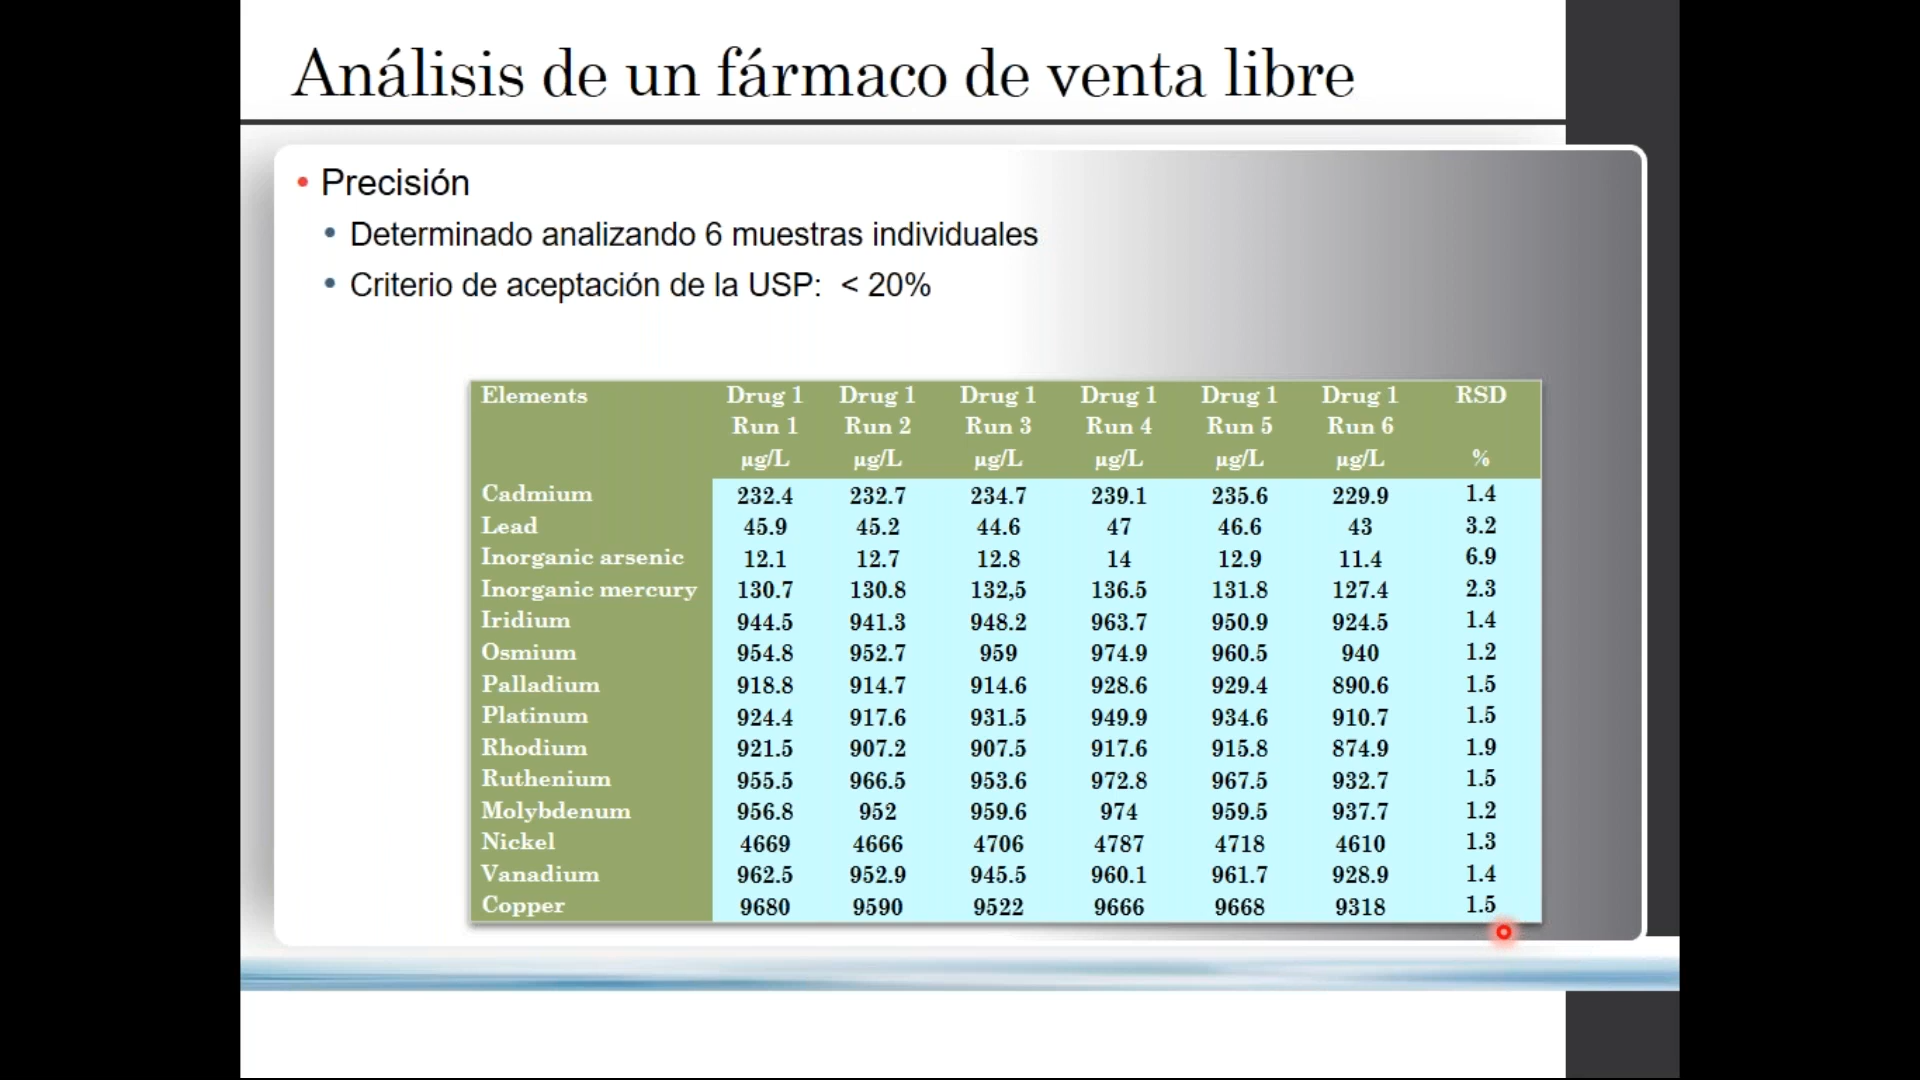 Análisis de un fármaco de venta libre
• Precisión
• Determinado analizando 6 muestras individuales
• Criterio de aceptación de la USP: < 20%
Elements Drug 1 Drug 1 Drug 1 Drug 1 Drug 1 Drug 1 RSD
Run 1 Run 2 Run 3 Run 4 Run 5 Run 6
µg/L µg/L µg/L µg/L µg/L µg/L %
Cadmium 232.4 232.7 234.7 239.1 235.6 229.9 1.4
Lead 45.9 45.2 44.6 47 46.6 43 3.2
Inorganic arsenic 12.1 12.7 12.8 14 12.9 11.4 6.9
Inorganic mercury 130.7 130.8 132,5 136.5 131.8 127.4 2.3
Iridium 944.5 941.3 948.2 963.7 950.9 924.5 1.4
Osmium 954.8 952.7 959 974.9 960.5 940 1.2
Palladium 918.8 914.7 914.6 928.6 929.4 890.6 1.5
Platinum 924.4 917.6 931.5 949.9 934.6 910.7 1.5
Rhodium 921.5 907.2 907.5 917.6 915.8 874.9 1.9
Ruthenium 955.5 966.5 953.6 972.8 967.5 932.7 1.5
Molybdenum 956.8 952 959.6 974 959.5 937.7 1.2
Nickel 4669 4666 4706 4787 4718 4610 1.3
Vanadium 962.5 952.9 945.5 960.1 961.7 928.9 1.4
Copper 9680 9590 9522 9666 9668 9318 1.5